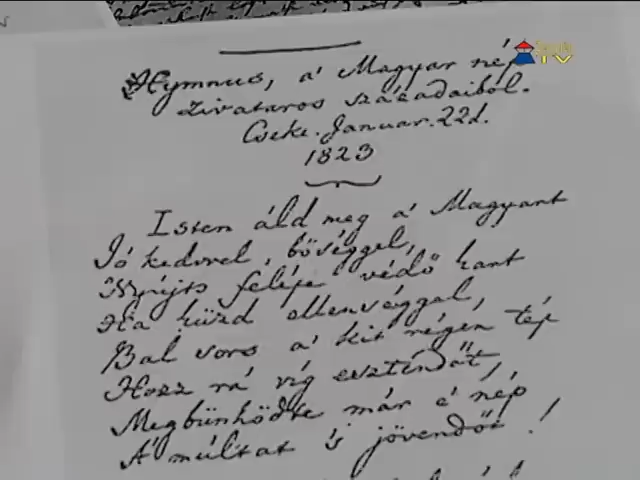 Hymnus, a' Magyar nép
zivataros századaiból.
Cseke. Januar. 22d.
1823
Isten áld meg a' Magyart
Jó kedvvel, bőséggel,
Nyújts feléje védő kart
Ha küzd ellenséggel,
Bal sors a' kit régen tép
Hozz rá víg esztendőt,
Megbünhödte már e' nép
A' múltat 's jövendőt!
TV